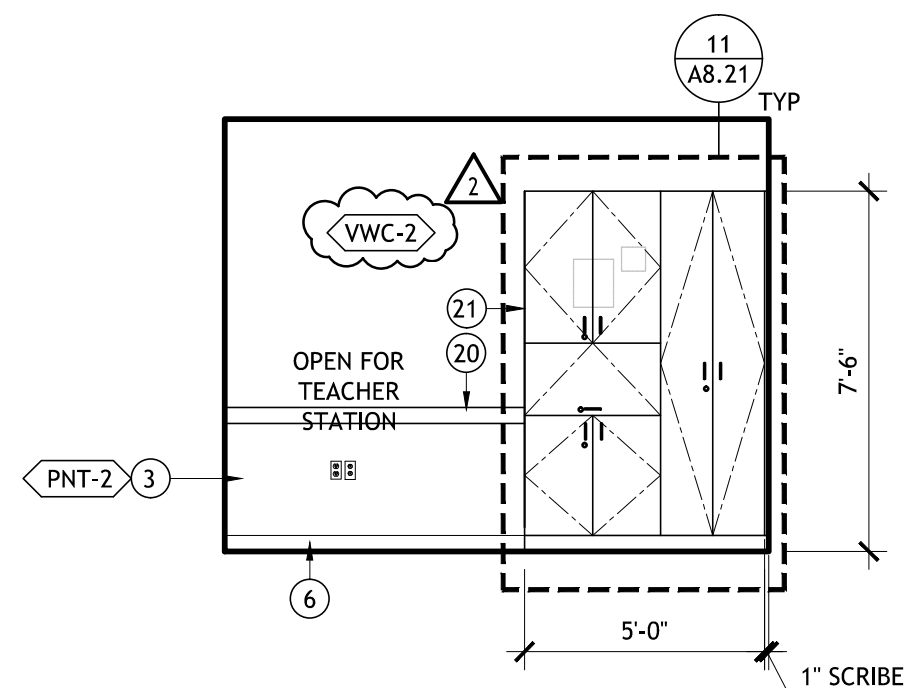 11
A8.21
TYP
2
VWC-2
21
20
OPEN FOR
TEACHER
STATION
7'-6"
PNT-2
3
6
5'-0"
1" SCRIBE